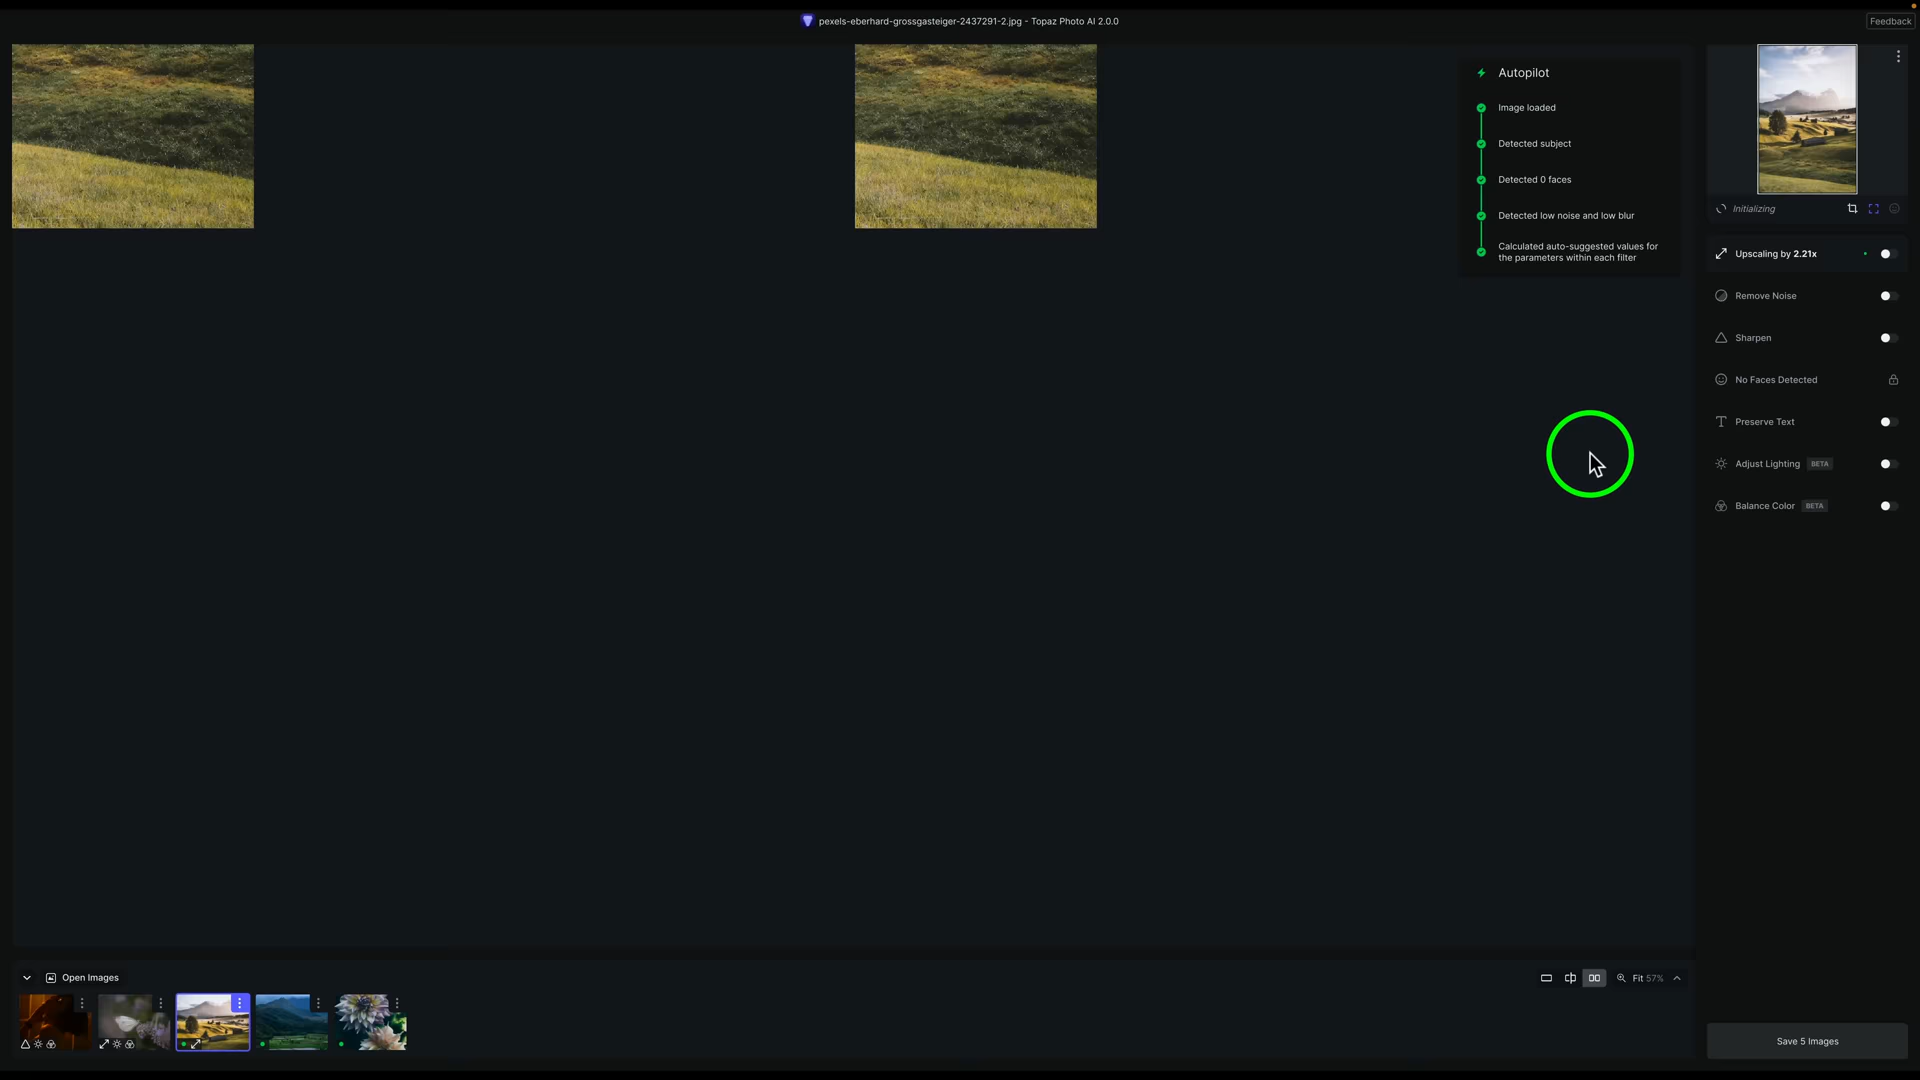 pexels-eberhard-grossgasteiger-2437291-2.jpg - Topaz Photo AI 2.0.0
Feedback
Autopilot
Image loaded
Detected subject
Detected 0 faces
Detected low noise and low blur
Calculated auto-suggested values for
the parameters within each filter
Initializing
Upscaling by 2.21x
Remove Noise
Sharpen
No Faces Detected
Preserve Text
Adjust Lighting BETA
Balance Color BETA
Open Images
Fit 57%
Save 5 Images